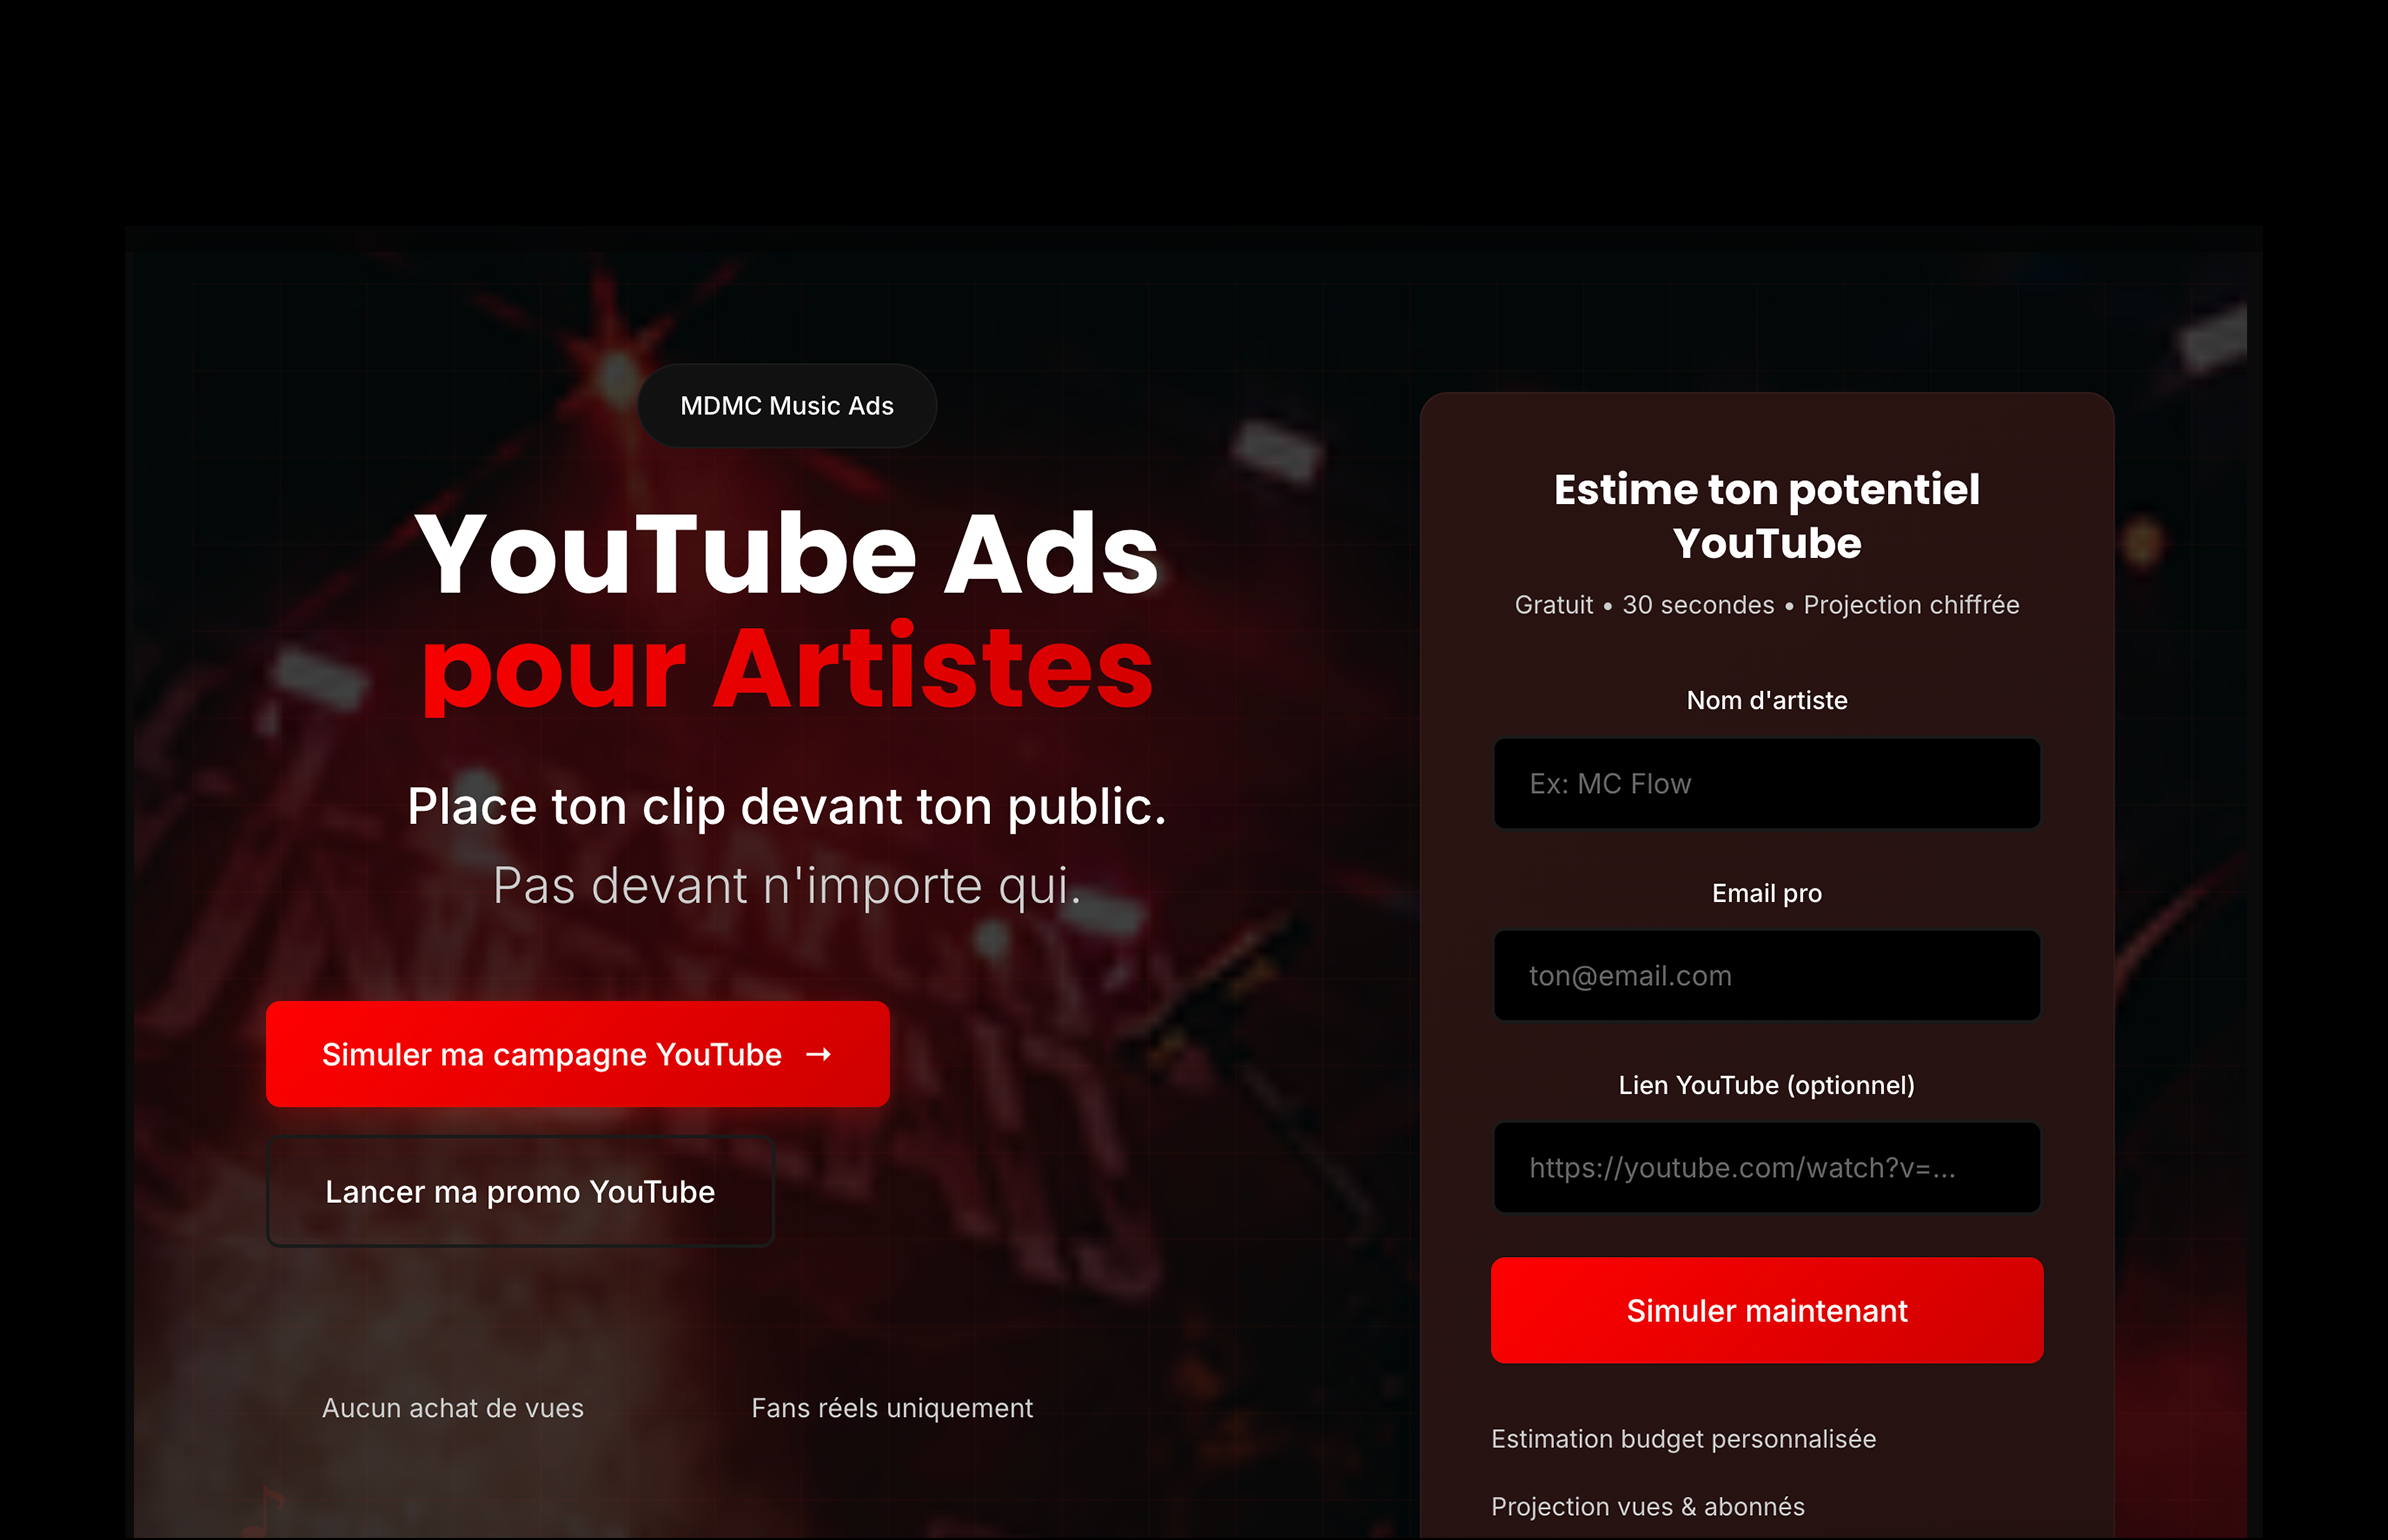 MDMC Music Ads
YouTube Ads
pour Artistes
Place ton clip devant ton public.
Pas devant n'importe qui.
Simuler ma campagne YouTube →
Lancer ma promo YouTube
Aucun achat de vues
Fans réels uniquement
Estime ton potentiel
YouTube
Gratuit • 30 secondes • Projection chiffrée
Nom d'artiste
Ex: MC Flow
Email pro
ton@email.com
Lien YouTube (optionnel)
https://youtube.com/watch?v=...
Simuler maintenant
Estimation budget personnalisée
Projection vues & abonnés